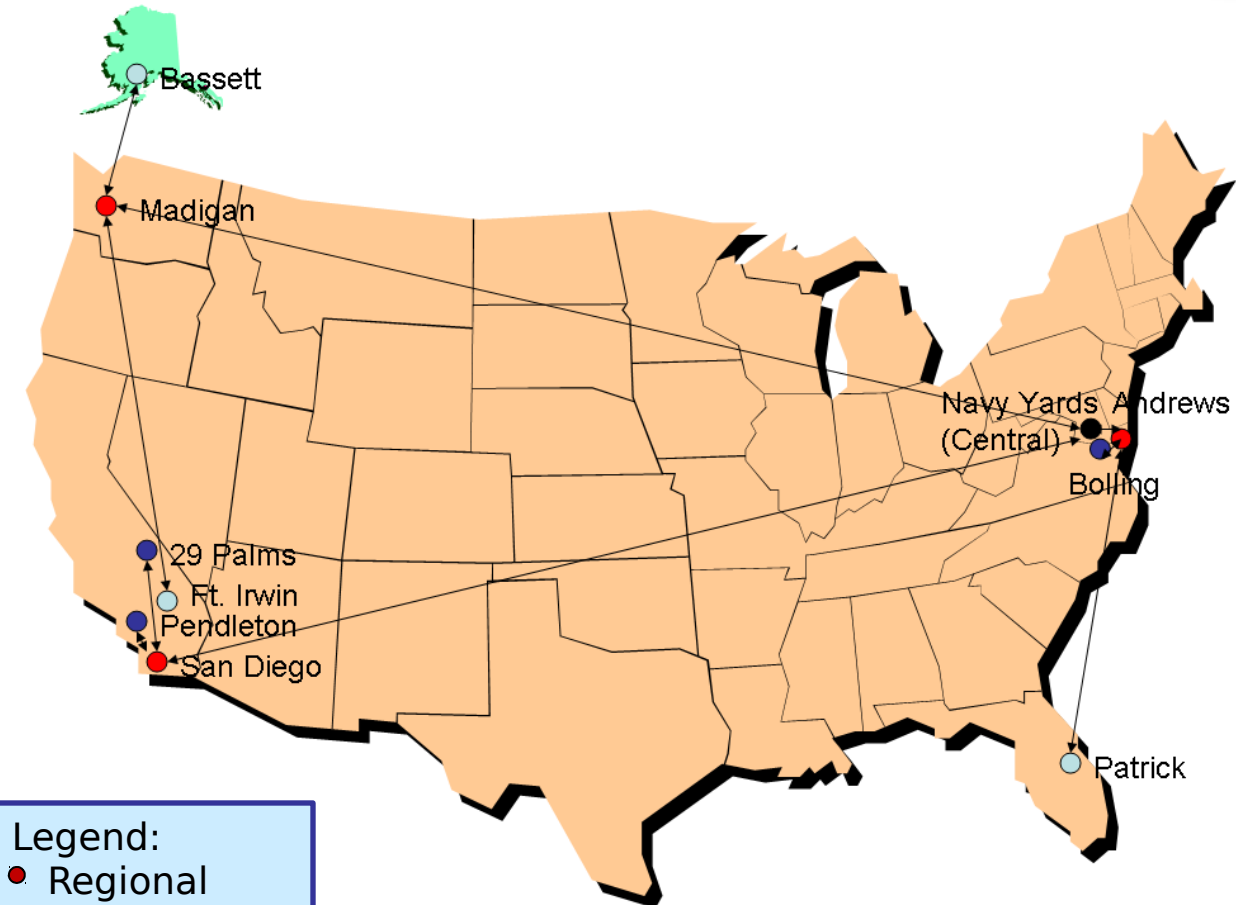 Bassett
Madigan
Navy Yards Andrews
(Central)
Bolling
29 Palms
Ft. Irwin
Pendleton
San Diego
Patrick
Legend:
Regional